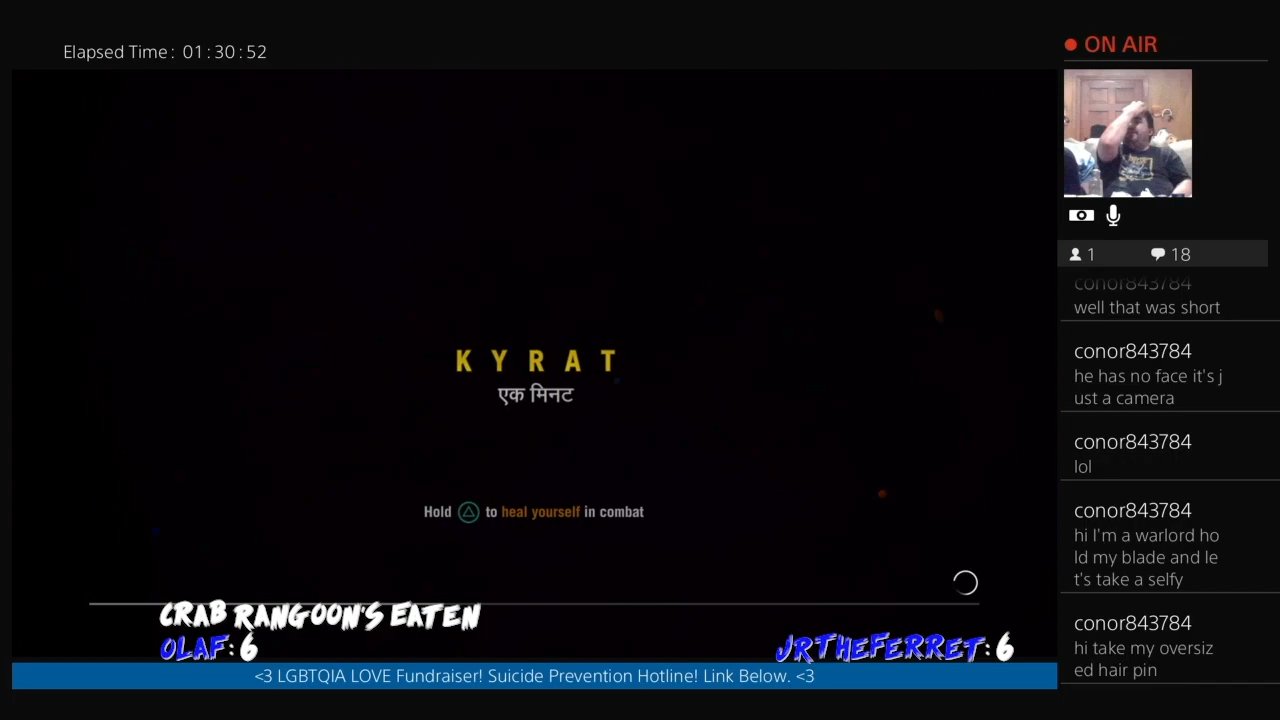 Elapsed Time: 01:30:52
ON AIR
1
18
conor843784
well that was short
conor843784
he has no face it's j
ust a camera
conor843784
lol
conor843784
hi I'm a warlord ho
ld my blade and le
t's take a selfy
conor843784
hi take my oversiz
ed hair pin
KYRAT
एक मिनट
Hold to heal yourself in combat
CRAB RANGOON'S EATEN
OLAF:6
JRTHEFERRET:6
<3 LGBTQIA LOVE Fundraiser! Suicide Prevention Hotline! Link Below. <3